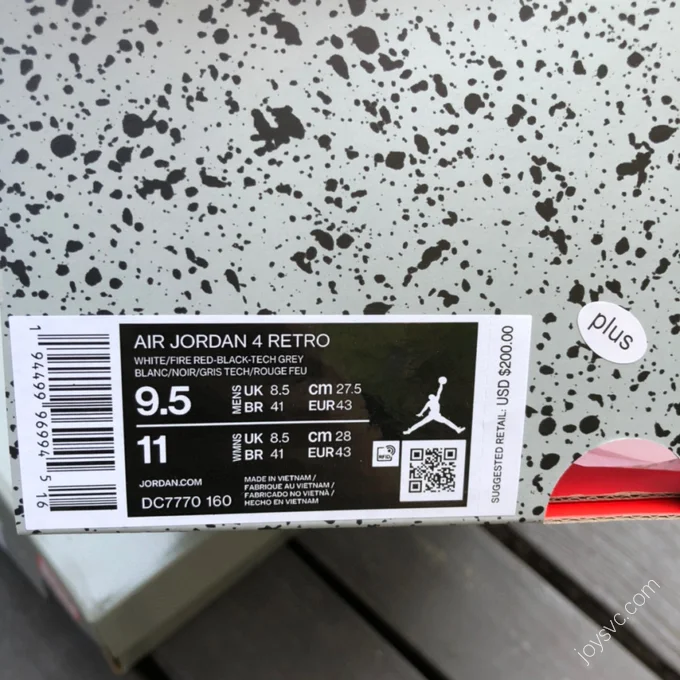 AIR JORDAN 4 RETRO
WHITE/FIRE RED-BLACK-TECH GREY
BLANC/NOIR/GRIS TECH/ROUGE FEU
9.5 MENS UK 8.5 cm 27.5
BR 41 EUR 43
11 WMNS UK 8.5 cm 28
BR 41 EUR 43
JORDAN.COM
DC7770 160
MADE IN VIETNAM /
FABRIQUE AU VIETNAM /
FABRICADO NO VIETNÃ /
HECHO EN VIETNAM
1 94499 96994 5 16
SUGGESTED RETAIL: USD $200.00
plus
joysvc.com